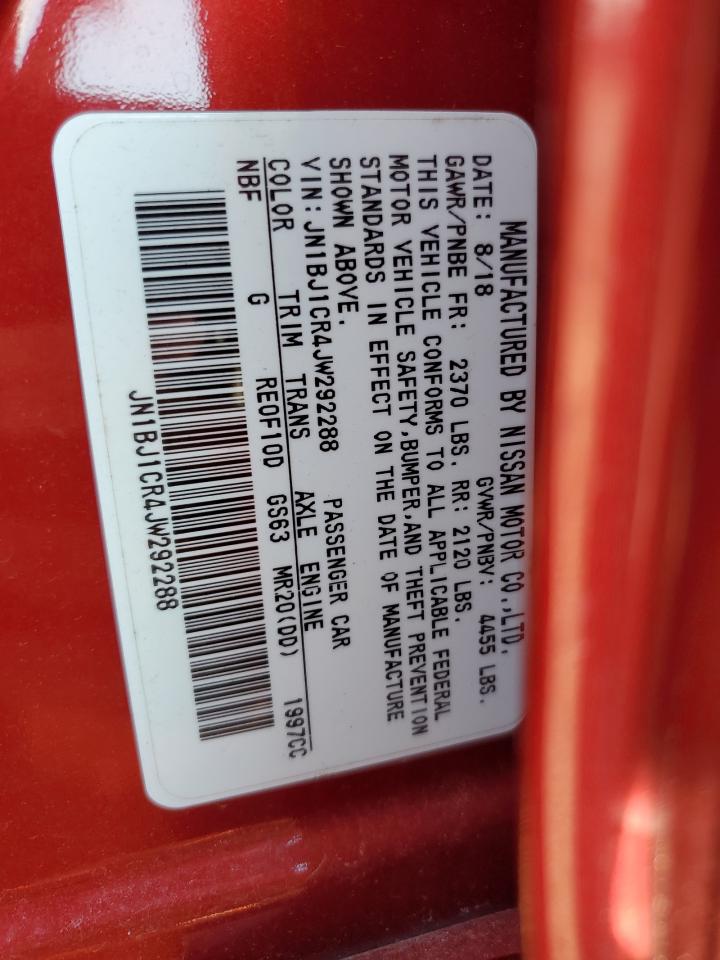 MANUFACTURED BY NISSAN MOTOR CO.,LTD.
DATE: 8/18 GVWR/PNBV: 4455 LBS.
GAWR/PNBE FR: 2370 LBS. RR: 2120 LBS.
THIS VEHICLE CONFORMS TO ALL APPLICABLE FEDERAL
MOTOR VEHICLE SAFETY,BUMPER,AND THEFT PREVENTION
STANDARDS IN EFFECT ON THE DATE OF MANUFACTURE
SHOWN ABOVE.
VIN:JN1BJ1CR4JW292288 PASSENGER CAR
COLOR TRIM TRANS AXLE ENGINE
NBF G RE0F10D GS63 MR20(DD) 1997CC
JN1BJ1CR4JW292288